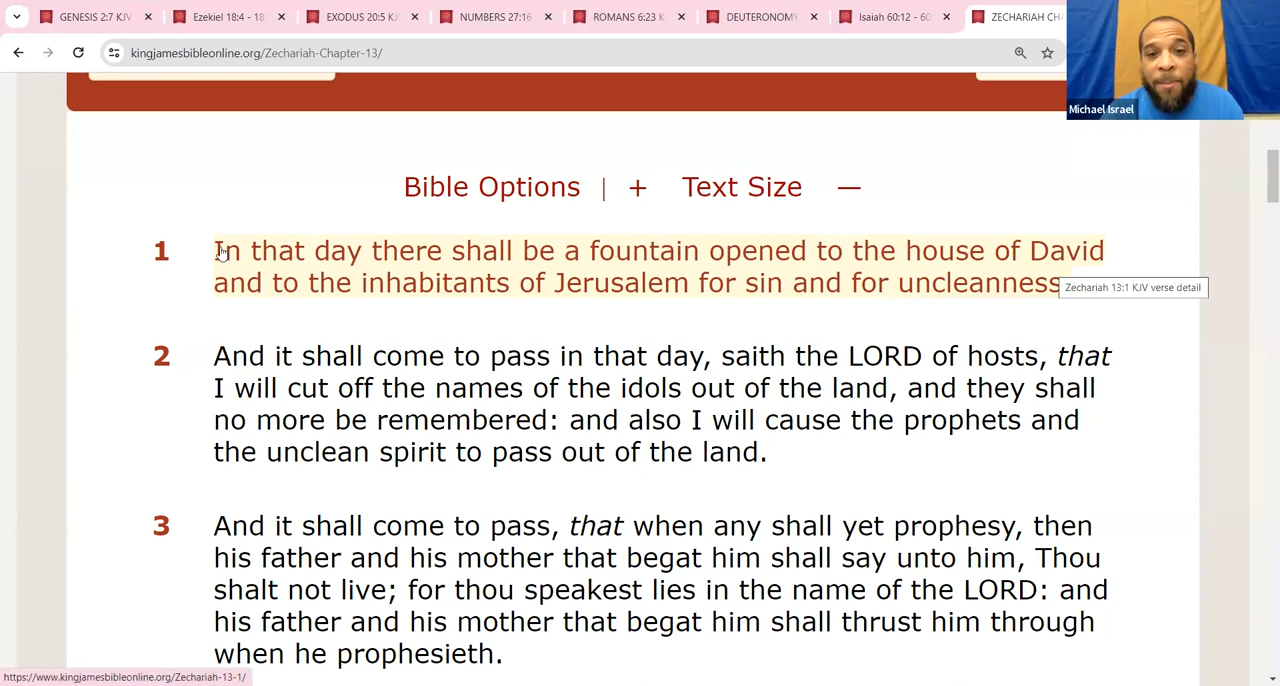 GENESIS 2:7 KJV
Ezekiel 18:4 - 18:
EXODUS 20:5 KJ
NUMBERS 27:16
ROMANS 6:23 KJ
DEUTERONOMY
Isaiah 60:12 - 60
ZECHARIAH CH
kingjamesbibleonline.org/Zechariah-Chapter-13/
Michael Israel
Bible Options | + Text Size —
1 In that day there shall be a fountain opened to the house of David
and to the inhabitants of Jerusalem for sin and for uncleanness
Zechariah 13:1 KJV verse detail
2 And it shall come to pass in that day, saith the LORD of hosts, that
I will cut off the names of the idols out of the land, and they shall
no more be remembered: and also I will cause the prophets and
the unclean spirit to pass out of the land.
3 And it shall come to pass, that when any shall yet prophesy, then
his father and his mother that begat him shall say unto him, Thou
shalt not live; for thou speakest lies in the name of the LORD: and
his father and his mother that begat him shall thrust him through
when he prophesieth.
https://www.kingjamesbibleonline.org/Zechariah-13-1/